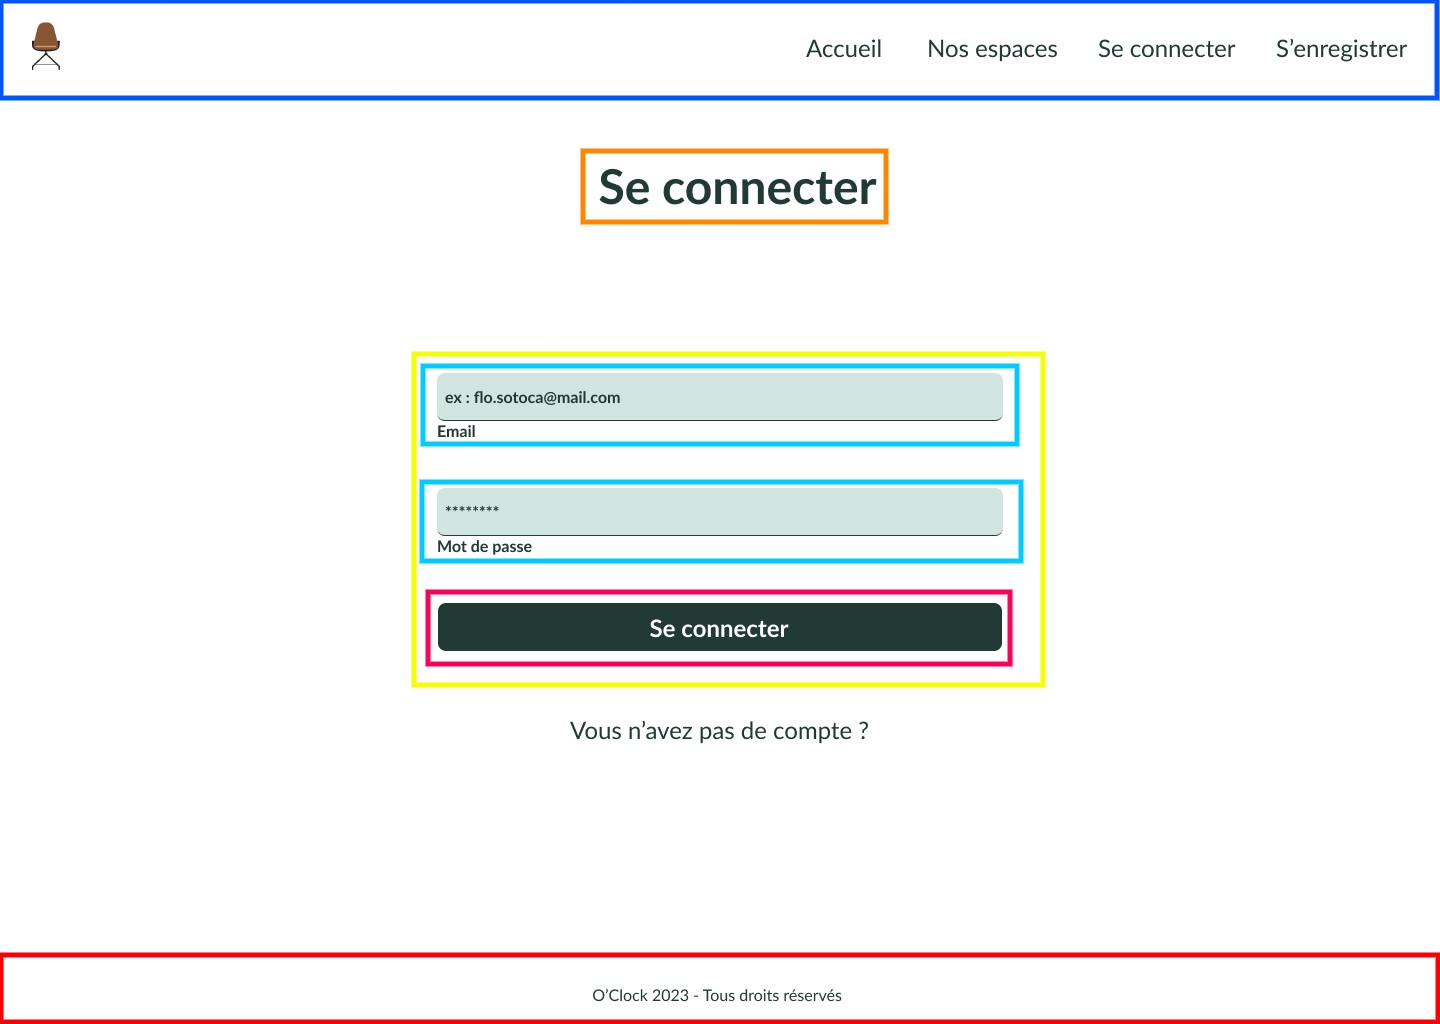 Accueil Nos espaces Se connecter S’enregistrer
Se connecter
ex : flo.sotoca@mail.com
Email
********
Mot de passe
Se connecter
Vous n’avez pas de compte ?
O’Clock 2023 - Tous droits réservés